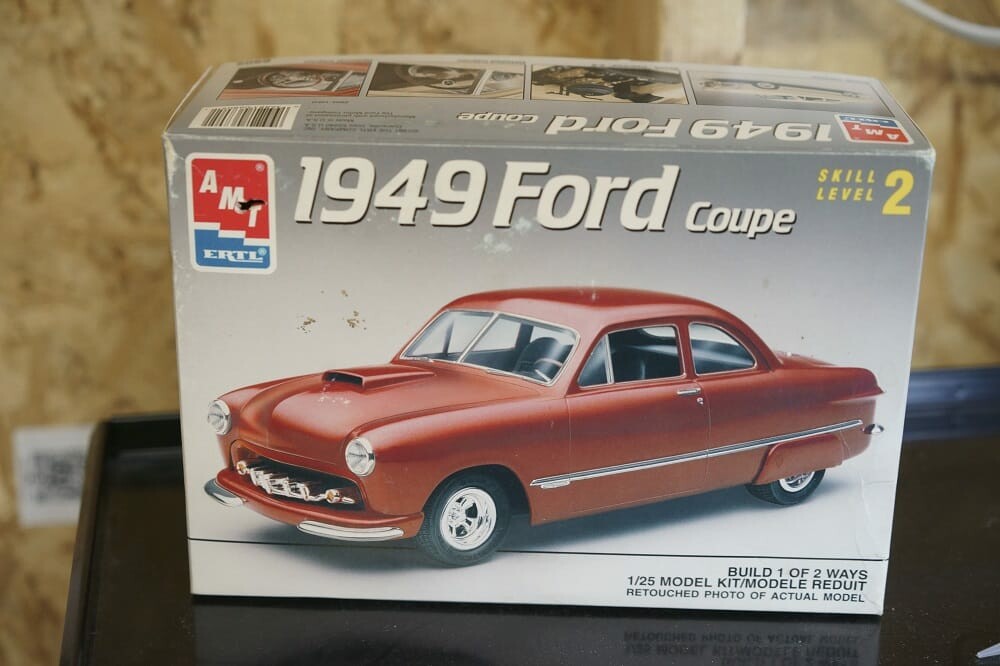 1949 Ford Coupe
AMT
ERTL®
1949 Ford Coupe
SKILL
LEVEL 2
BUILD 1 OF 2 WAYS
1/25 MODEL KIT/MODELE REDUIT
RETOUCHED PHOTO OF ACTUAL MODEL